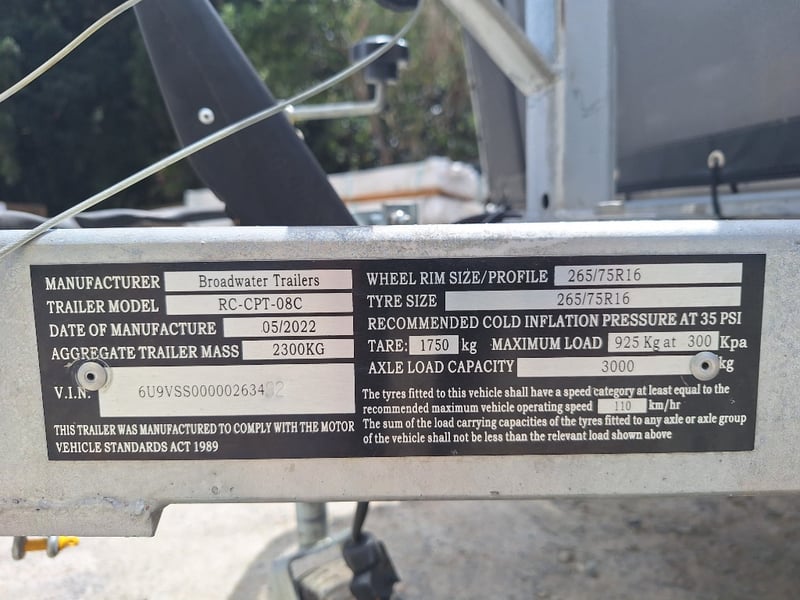 MANUFACTURER Broadwater Trailers
TRAILER MODEL RC-CPT-08C
DATE OF MANUFACTURE 05/2022
AGGREGATE TRAILER MASS 2300KG
V.I.N.
THIS TRAILER WAS MANUFACTURED TO COMPLY WITH THE MOTOR
VEHICLE STANDARDS ACT 1989
WHEEL RIM SIZE/PROFILE 265/75R16
TYRE SIZE 265/75R16
RECOMMENDED COLD INFLATION PRESSURE AT 35 PSI
TARE: 1750 kg MAXIMUM LOAD 925 Kg at 300 Kpa
AXLE LOAD CAPACITY 3000 kg
The tyres fitted to this vehicle shall have a speed category at least equal to the
recommended maximum vehicle operating speed 110 km/hr
The sum of the load carrying capacities of the tyres fitted to any axle or axle group
of the vehicle shall not be less than the relevant load shown above